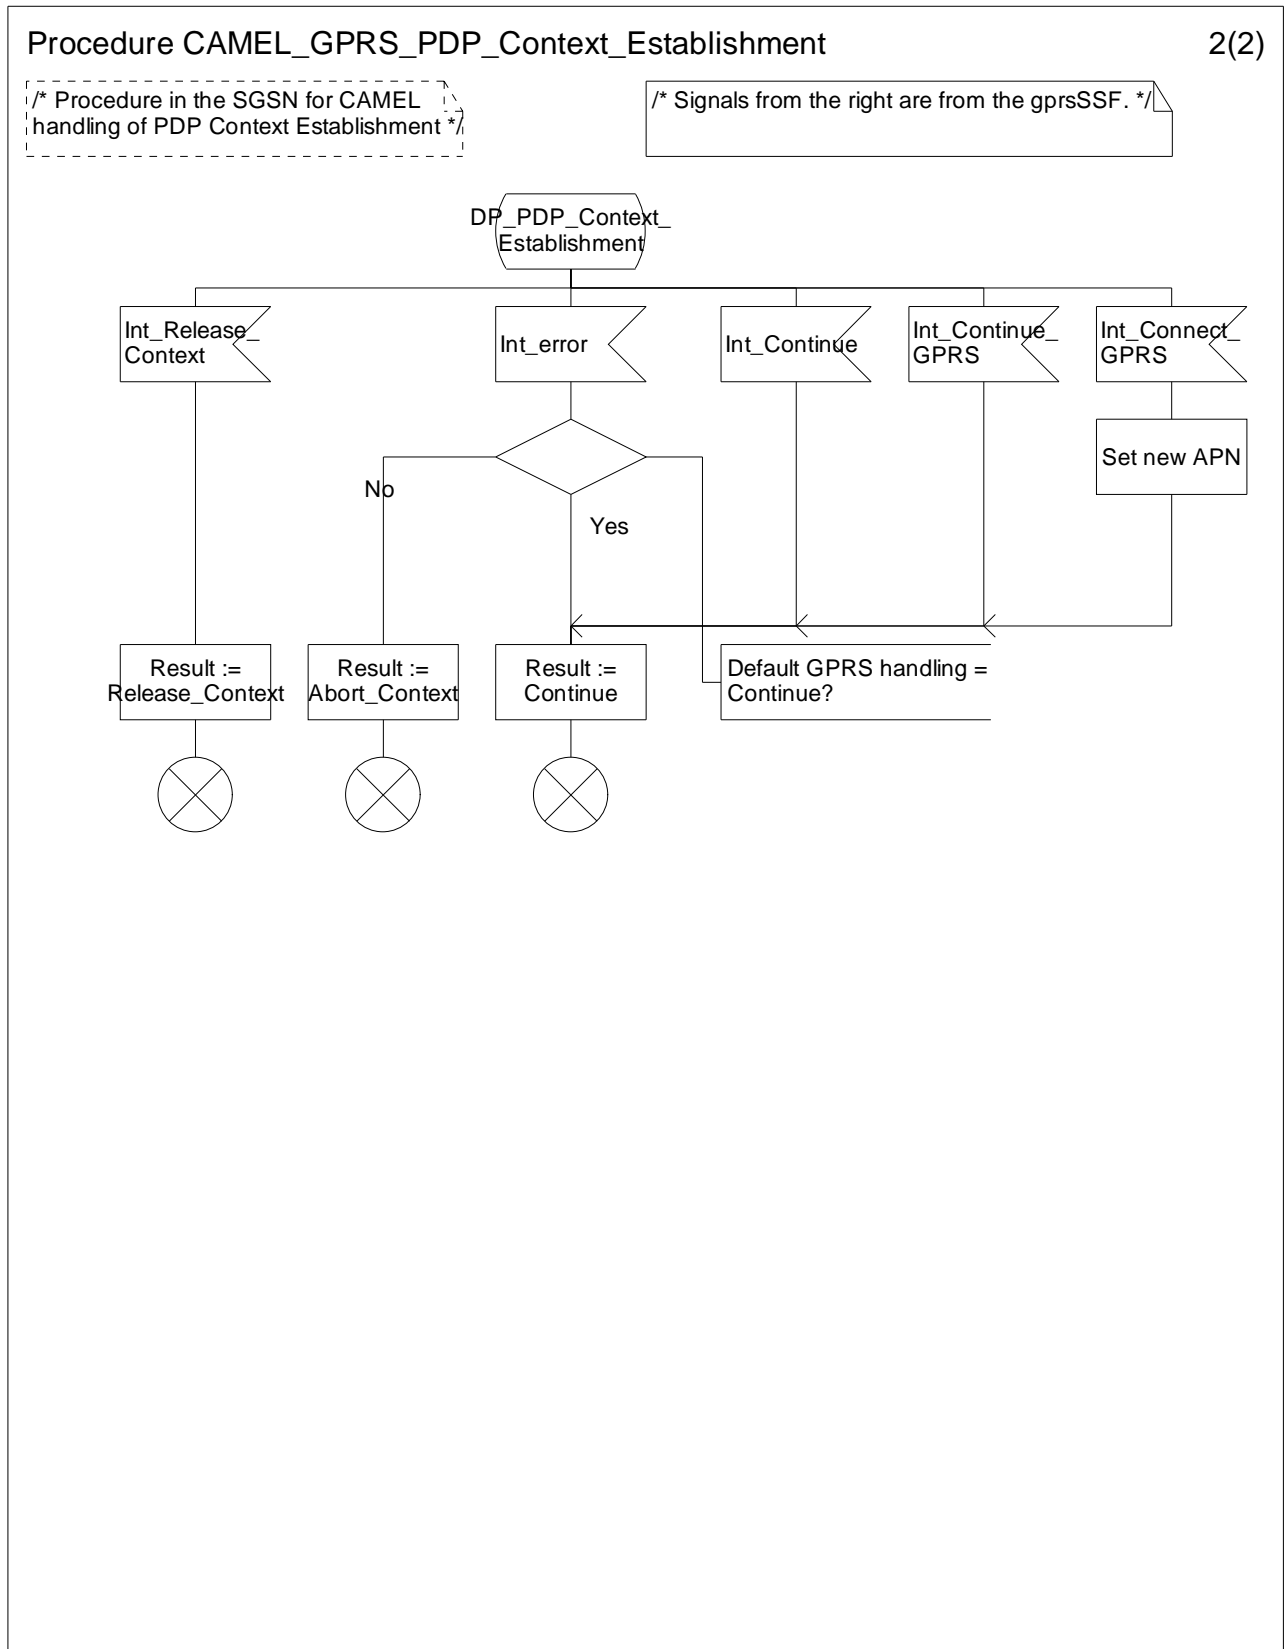 Procedure CAMEL_GPRS_PDP_Context_Establishment
2(2)
/* Procedure in the SGSN for CAMEL
handling of PDP Context Establishment */
/* Signals from the right are from the gprsSSF. */
DP_PDP_Context_
Establishment
Int_Release_
Context
Int_error
Int_Continue
Int_Continue_
GPRS
Int_Connect_
GPRS
Set new APN
No
Yes
Result :=
Release_Context
Result :=
Abort_Context
Result :=
Continue
Default GPRS handling =
Continue?